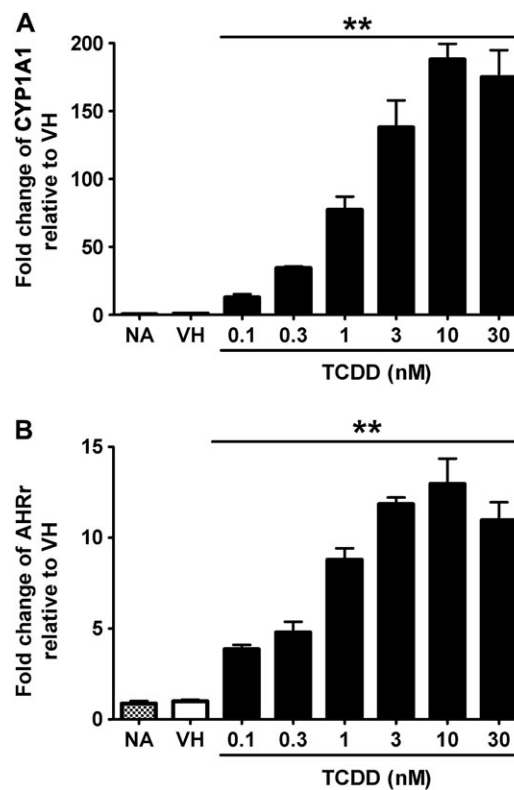 A
**
Fold change of CYP1A1
relative to VH
200
150
100
50
0
NA VH 0.1 0.3 1 3 10 30
TCDD (nM)
B
**
Fold change of AHRr
relative to VH
15
10
5
0
NA VH 0.1 0.3 1 3 10 30
TCDD (nM)